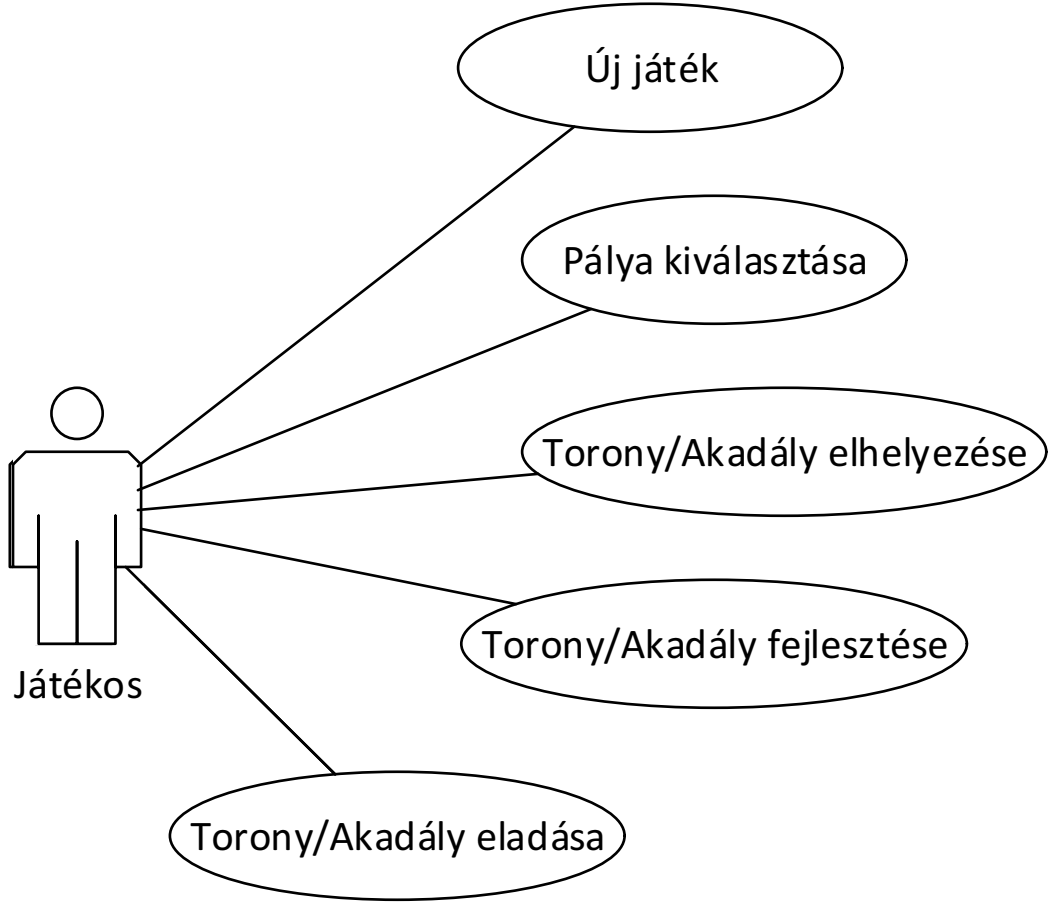 Új játék
Pálya kiválasztása
Torony/Akadály elhelyezése
Torony/Akadály fejlesztése
Játékos
Torony/Akadály eladása